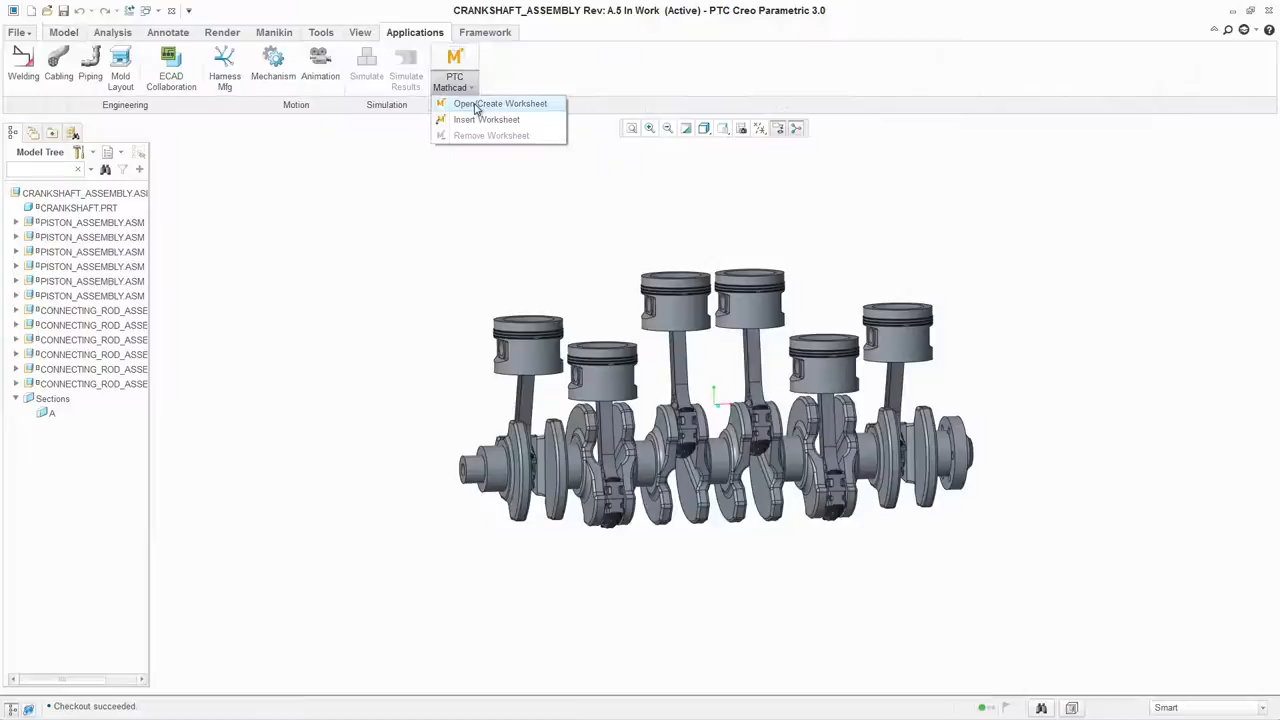 CRANKSHAFT_ASSEMBLY Rev: A.5 In Work (Active) - PTC Creo Parametric 3.0
File Model Analysis Annotate Render Manikin Tools View Applications Framework
Welding Cabling Piping Mold Layout ECAD Collaboration Harness Mfg Mechanism Animation Simulate Simulate Results PTC Mathcad
Engineering Motion Simulation
Open/Create Worksheet
Insert Worksheet
Remove Worksheet
Model Tree
CRANKSHAFT_ASSEMBLY.ASI
CRANKSHAFT.PRT
PISTON_ASSEMBLY.ASM
PISTON_ASSEMBLY.ASM
PISTON_ASSEMBLY.ASM
PISTON_ASSEMBLY.ASM
PISTON_ASSEMBLY.ASM
PISTON_ASSEMBLY.ASM
CONNECTING_ROD_ASSE
CONNECTING_ROD_ASSE
CONNECTING_ROD_ASSE
CONNECTING_ROD_ASSE
CONNECTING_ROD_ASSE
CONNECTING_ROD_ASSE
Sections
A
• Checkout succeeded.
Smart